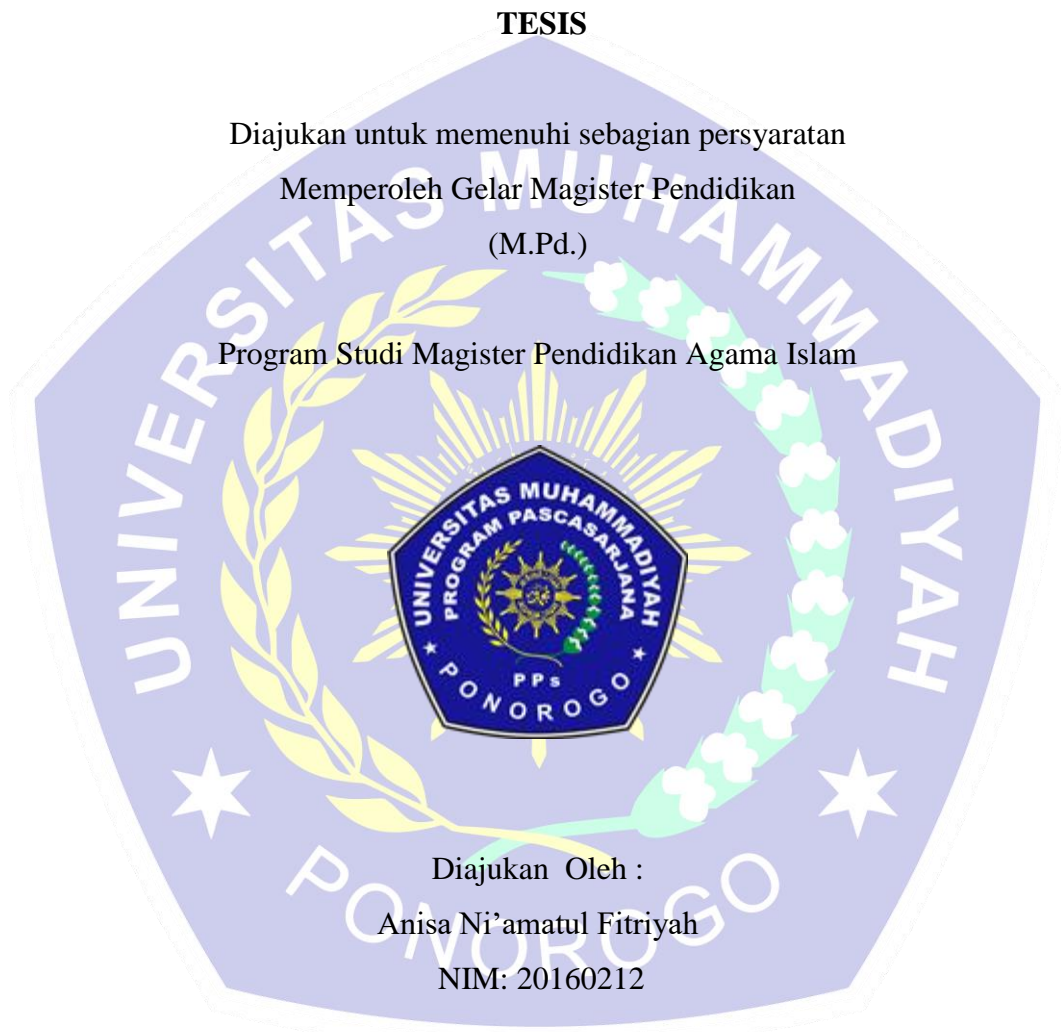 TESIS
Diajukan untuk memenuhi sebagian persyaratan
Memperoleh Gelar Magister Pendidikan
(M.Pd.)
Program Studi Magister Pendidikan Agama Islam
UNIVERSITAS MUHAMMADIYAH
PONOROGO
UNIVERSITAS MUHAMMADIYAH
PROGRAM PASCASARJANA
PPs
PONOROGO
Diajukan Oleh :
Anisa Ni’amatul Fitriyah
NIM: 20160212